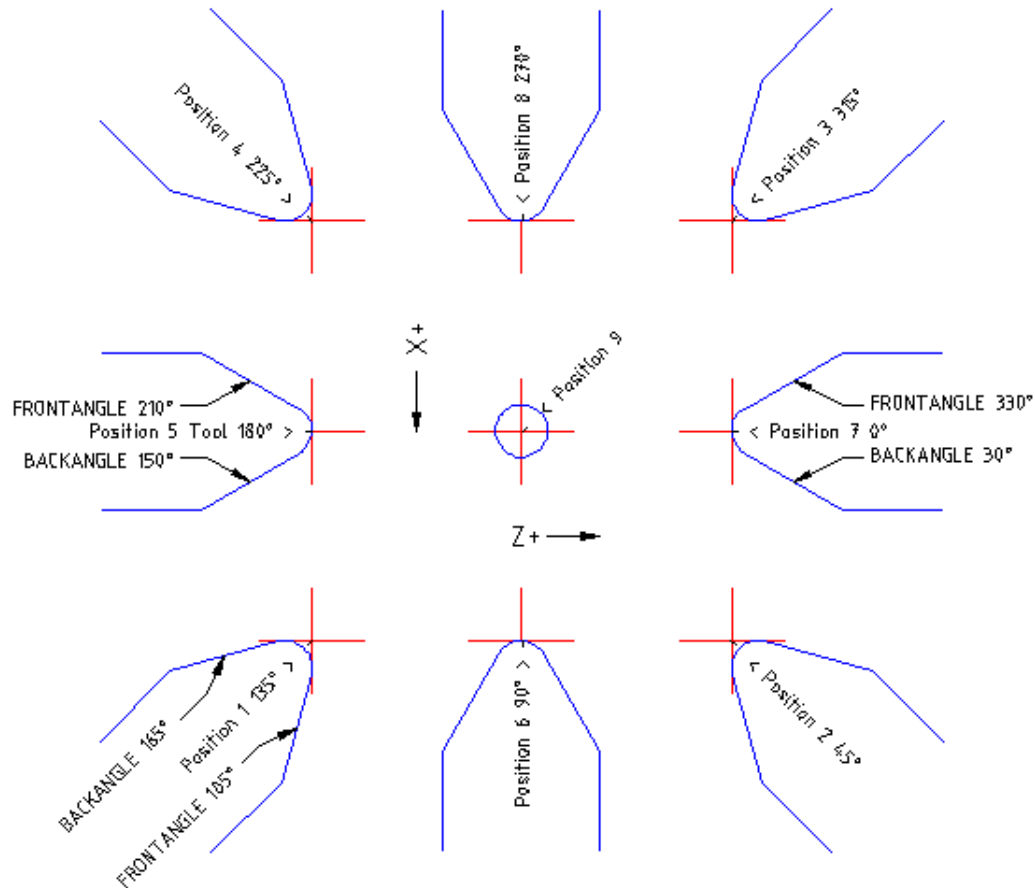 Position 4 225°
Position 8 270°
Position 3 315°
X+
Position 9
FRONTANGLE 210°
Position 5 Tool 180°
BACKANGLE 150°
FRONTANGLE 330°
Position 7 0°
BACKANGLE 30°
Z+
BACKANGLE 165°
Position 1 135°
FRONTANGLE 105°
Position 6 90°
Position 2 45°